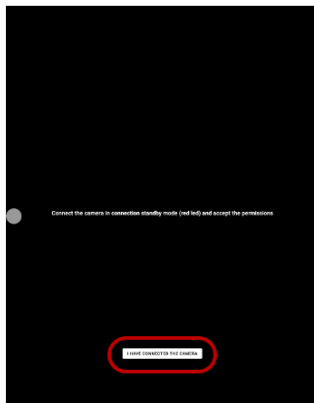 Connect the camera in connection standby mode (red led) and accept the permissions
I HAVE CONNECTED THE CAMERA